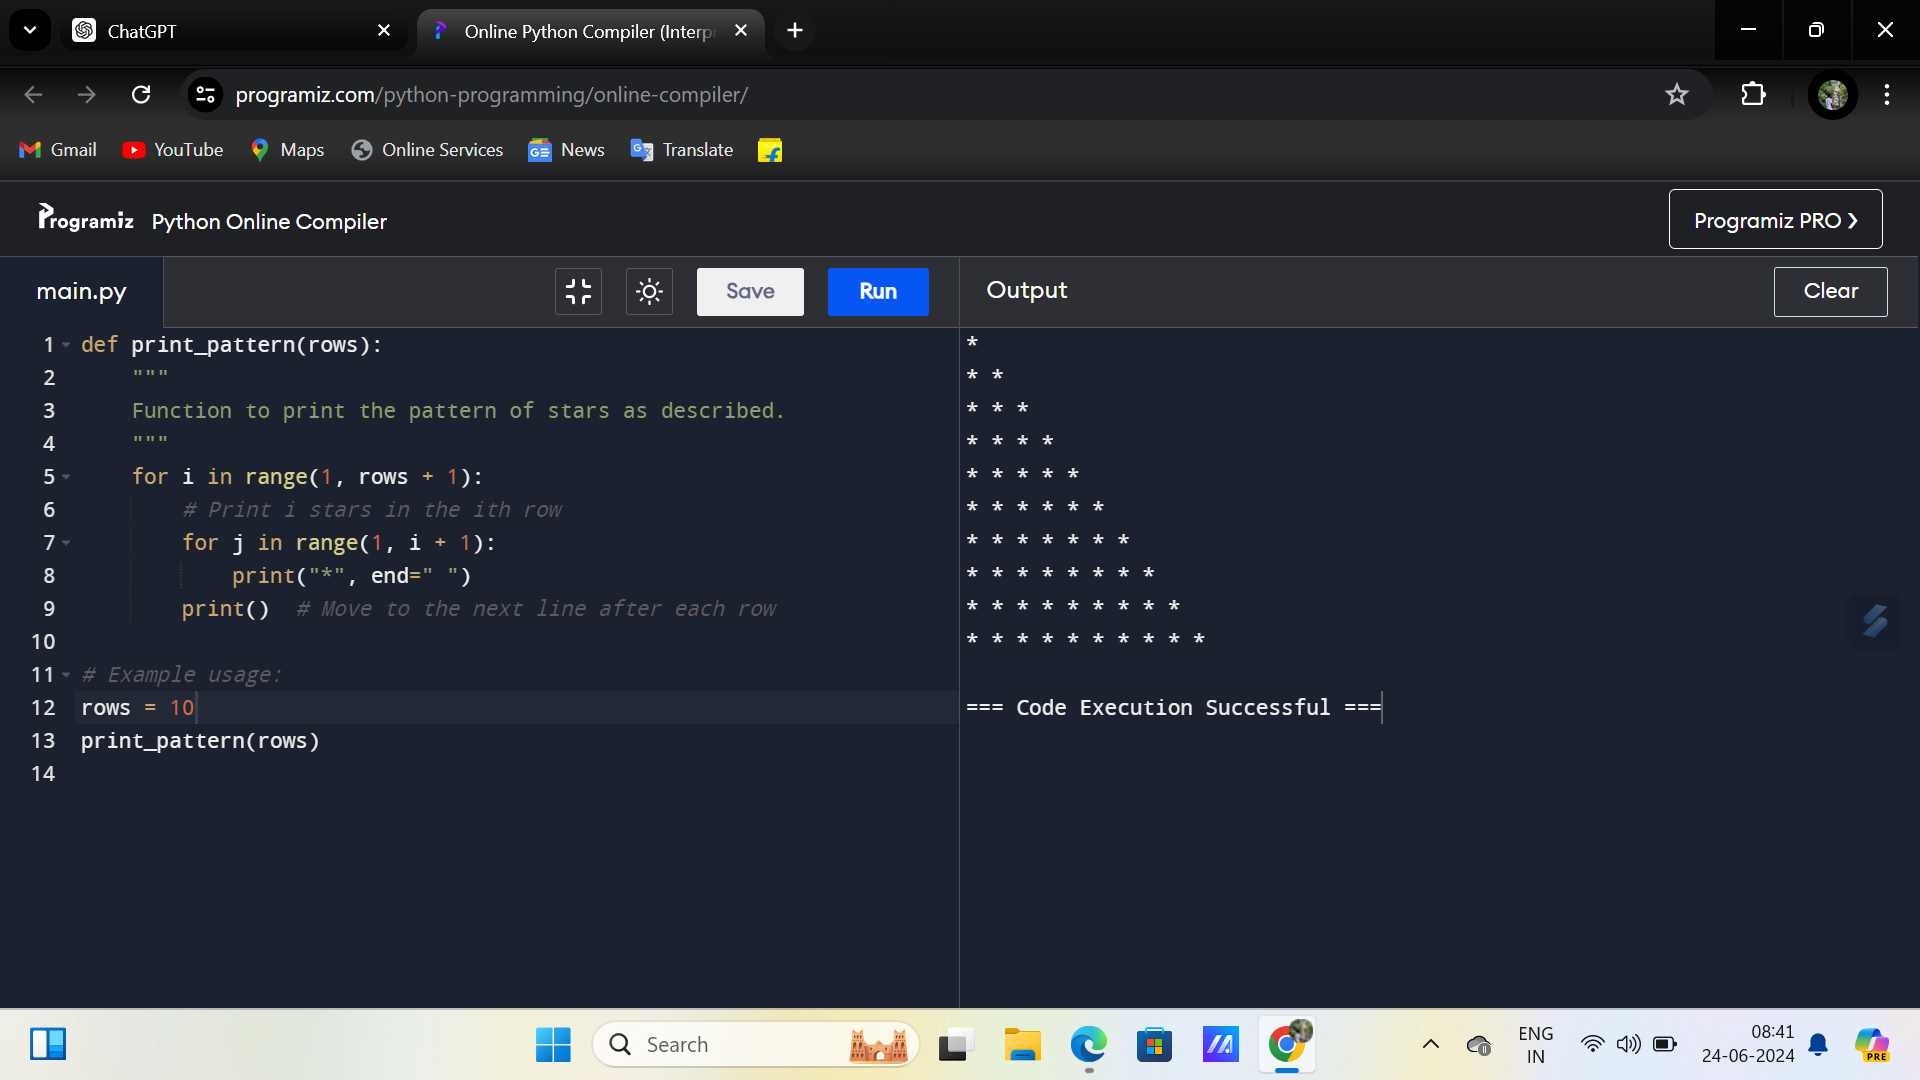 ChatGPT
Online Python Compiler (Interp
programiz.com/python-programming/online-compiler/
Gmail YouTube Maps Online Services News Translate
Programiz Python Online Compiler Programiz PRO ❯
main.py Save Run Output Clear
1 def print_pattern(rows):
2     """
3     Function to print the pattern of stars as described.
4     """
5     for i in range(1, rows + 1):
6         # Print i stars in the ith row
7         for j in range(1, i + 1):
8             print("*", end=" ")
9         print()  # Move to the next line after each row
10
11 # Example usage:
12 rows = 10
13 print_pattern(rows)
14
*
* *
* * *
* * * *
* * * * *
* * * * * *
* * * * * * *
* * * * * * * *
* * * * * * * * *
* * * * * * * * * *
=== Code Execution Successful ===
Search
ENG
IN
08:41
24-06-2024
PRE